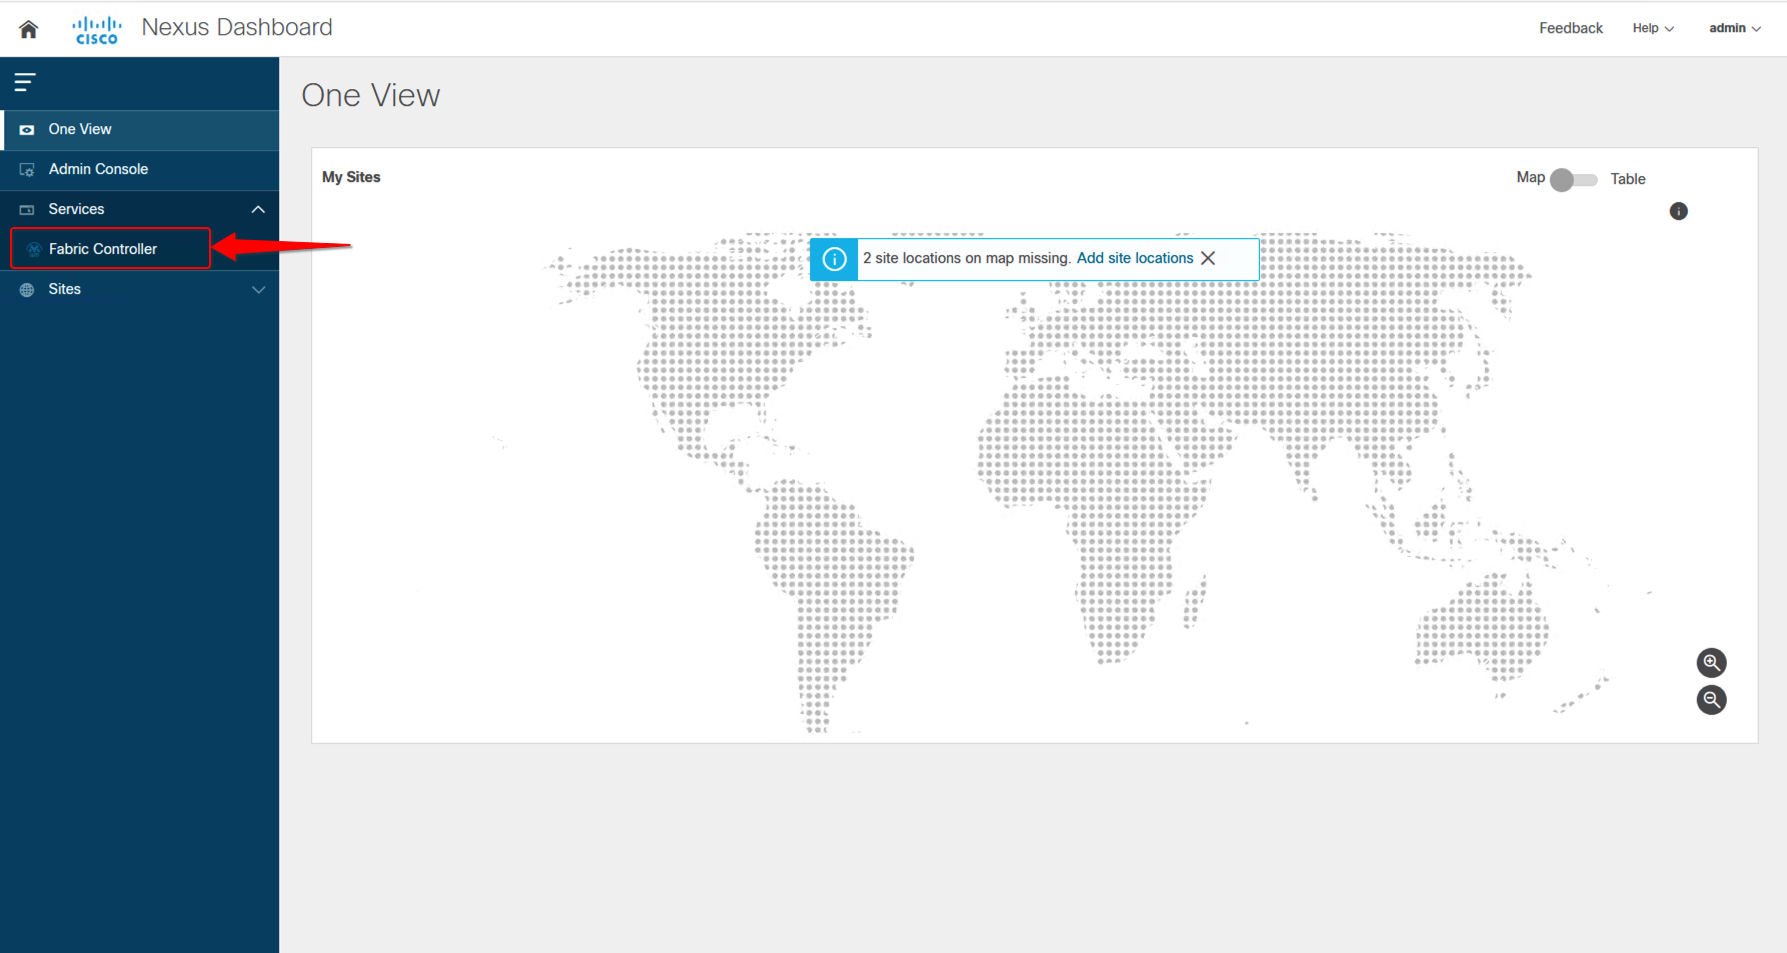 CISCO
Nexus Dashboard
Feedback
Help
admin
One View
Admin Console
Services
Fabric Controller
Sites
One View
My Sites
Map
Table
2 site locations on map missing. Add site locations